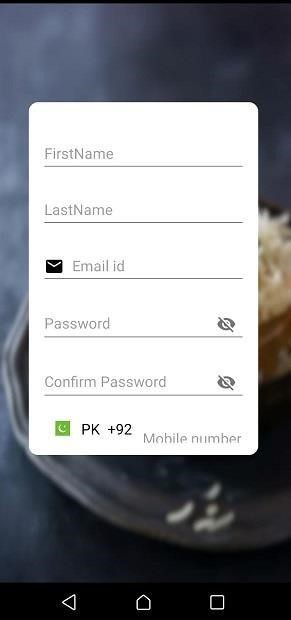 FirstName
LastName
Email id
Password
Confirm Password
PK +92
Mobile number